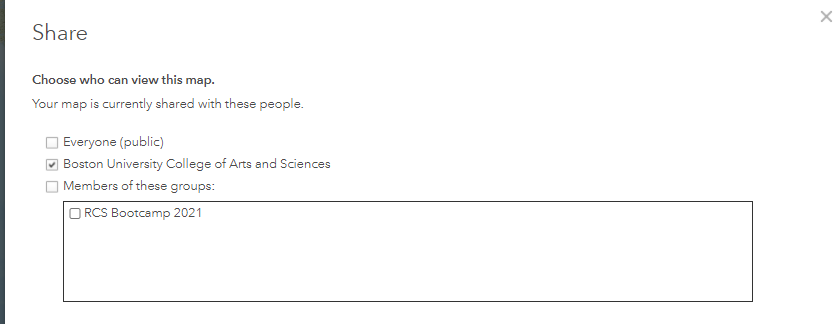 Share
Choose who can view this map.
Your map is currently shared with these people.
Everyone (public)
Boston University College of Arts and Sciences
Members of these groups:
RCS Bootcamp 2021